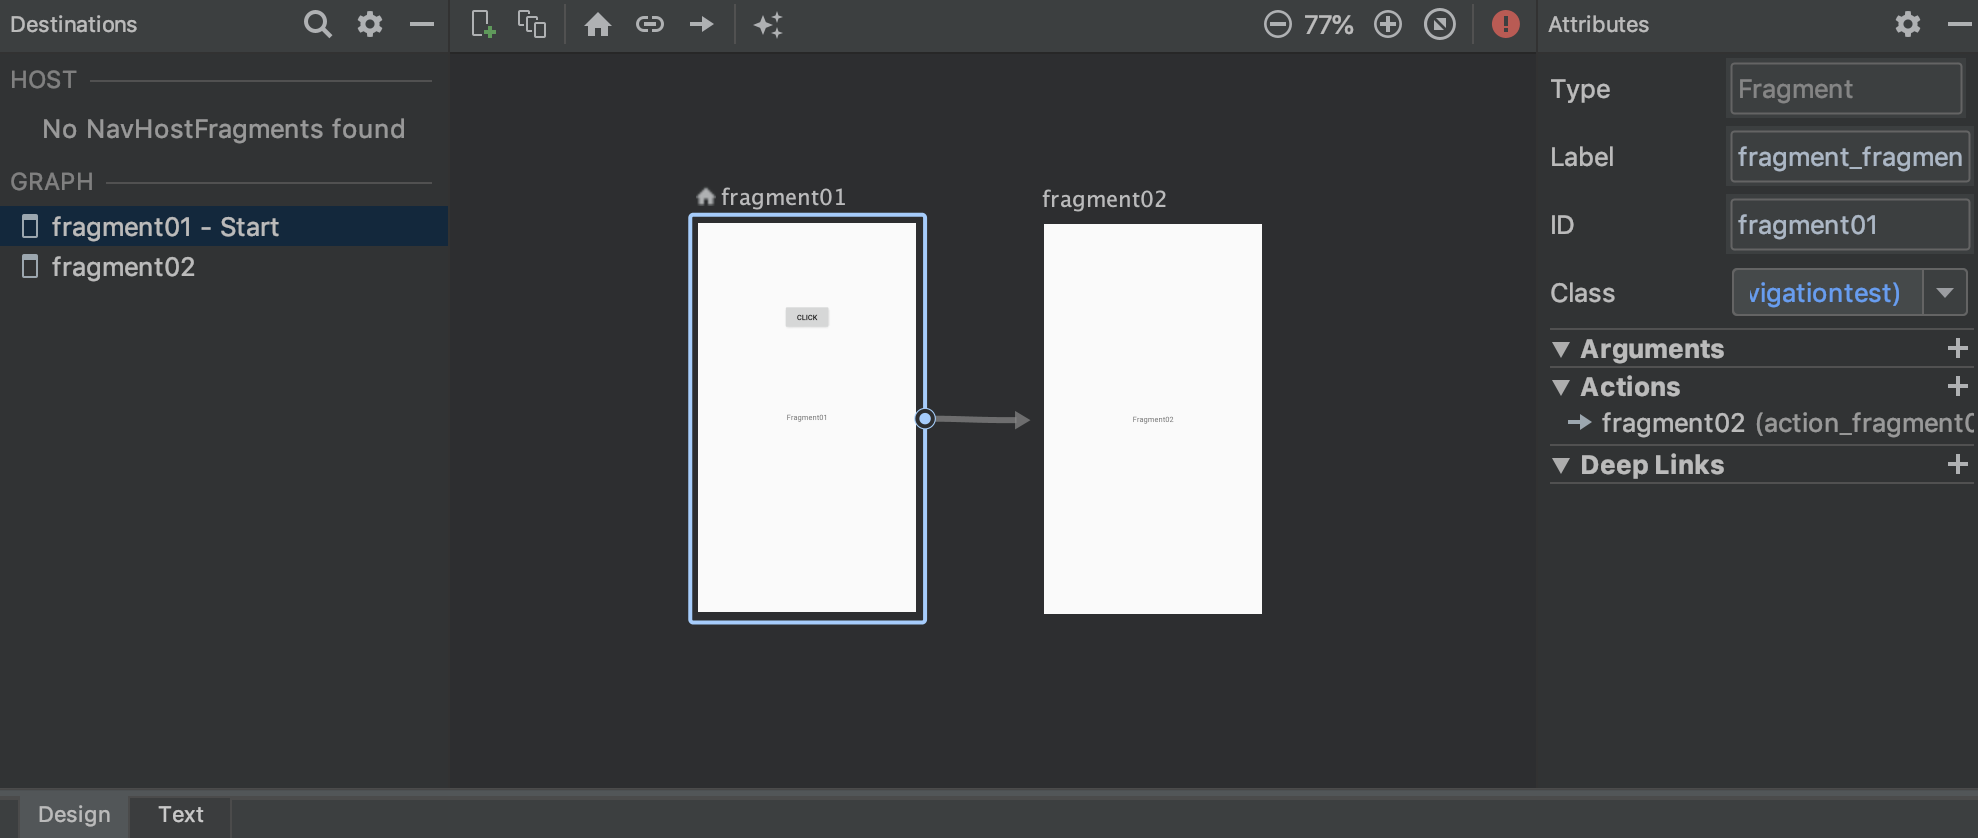 Destinations
77%
Attributes
HOST
No NavHostFragments found
GRAPH
fragment01 - Start
fragment02
fragment01
CLICK
Fragment01
fragment02
Fragment02
Type
Fragment
Label
fragment_fragmen
ID
fragment01
Class
vigationtest)
Arguments
Actions
fragment02 (action_fragment0
Deep Links
Design
Text